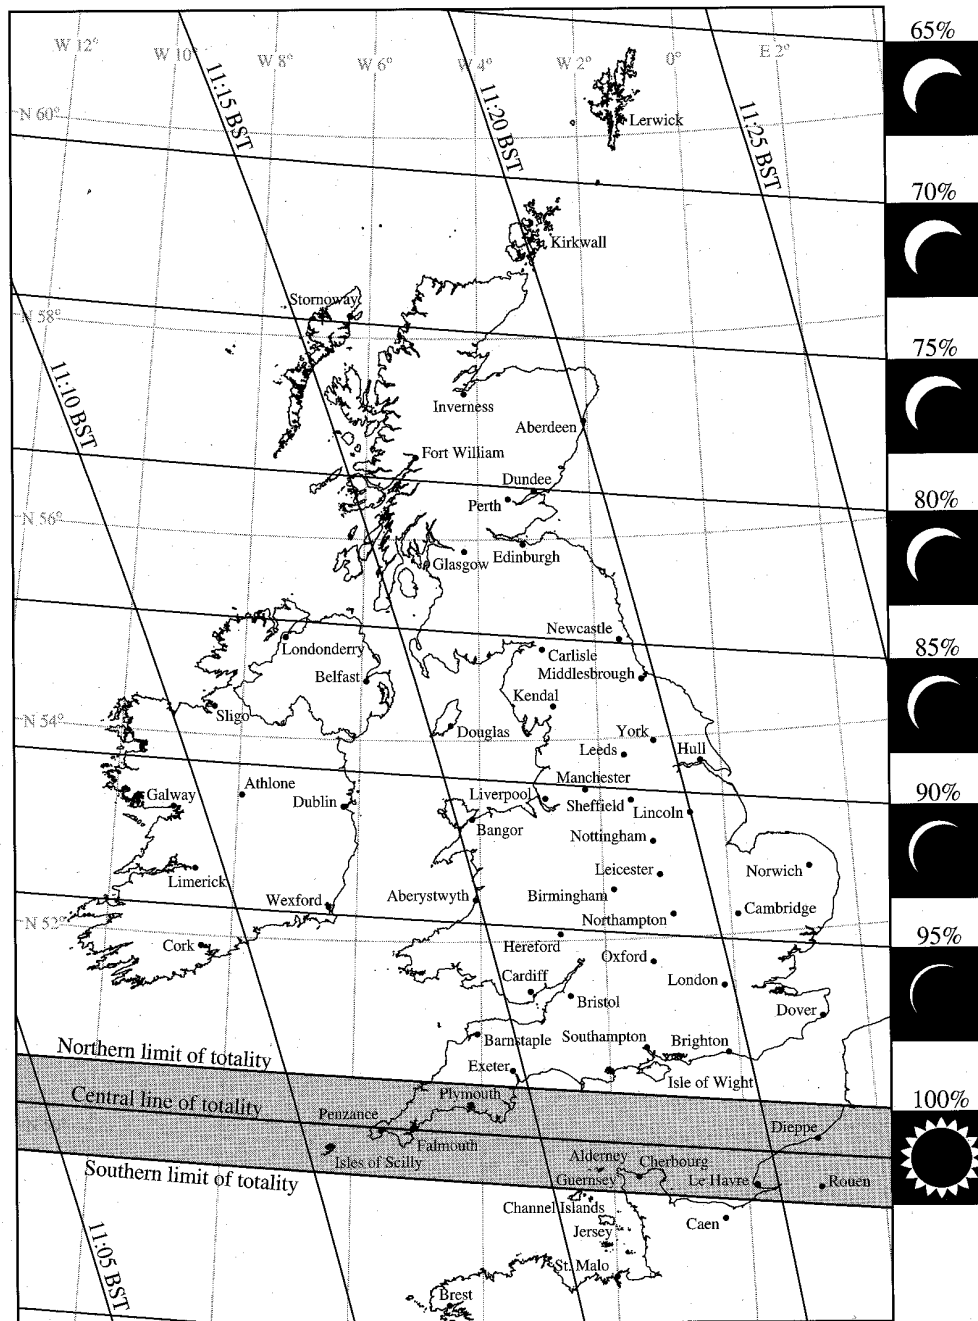 65%
W 12°
W 10°
W 8°
W 6°
W 4°
W 2°
0°
E 2°
11:15 BST
11:20 BST
11:25 BST
N 60°
Lerwick
70%
Kirkwall
Stornoway
N 58°
75%
11:10 BST
Inverness
Aberdeen
Fort William
Dundee
Perth
80%
N 56°
Edinburgh
Glasgow
Newcastle
Londonderry
Carlisle
85%
Middlesbrough
Belfast
Kendal
Sligo
N 54°
Douglas
York
Leeds
Hull
Manchester
Athlone
Galway
Dublin
Liverpool
Sheffield
Lincoln
90%
Bangor
Nottingham
Leicester
Norwich
Limerick
Wexford
Aberystwyth
Birmingham
Northampton
Cambridge
N 52°
Cork
Hereford
95%
Oxford
Cardiff
London
Bristol
Dover
Barnstaple
Southampton
Brighton
Northern limit of totality
Exeter
Isle of Wight
Central line of totality
Plymouth
100%
Penzance
Falmouth
Dieppe
Isles of Scilly
Alderney
Cherbourg
Southern limit of totality
Guernsey
Le Havre
Rouen
Channel Islands
Caen
Jersey
11:05 BST
St. Malo
Brest